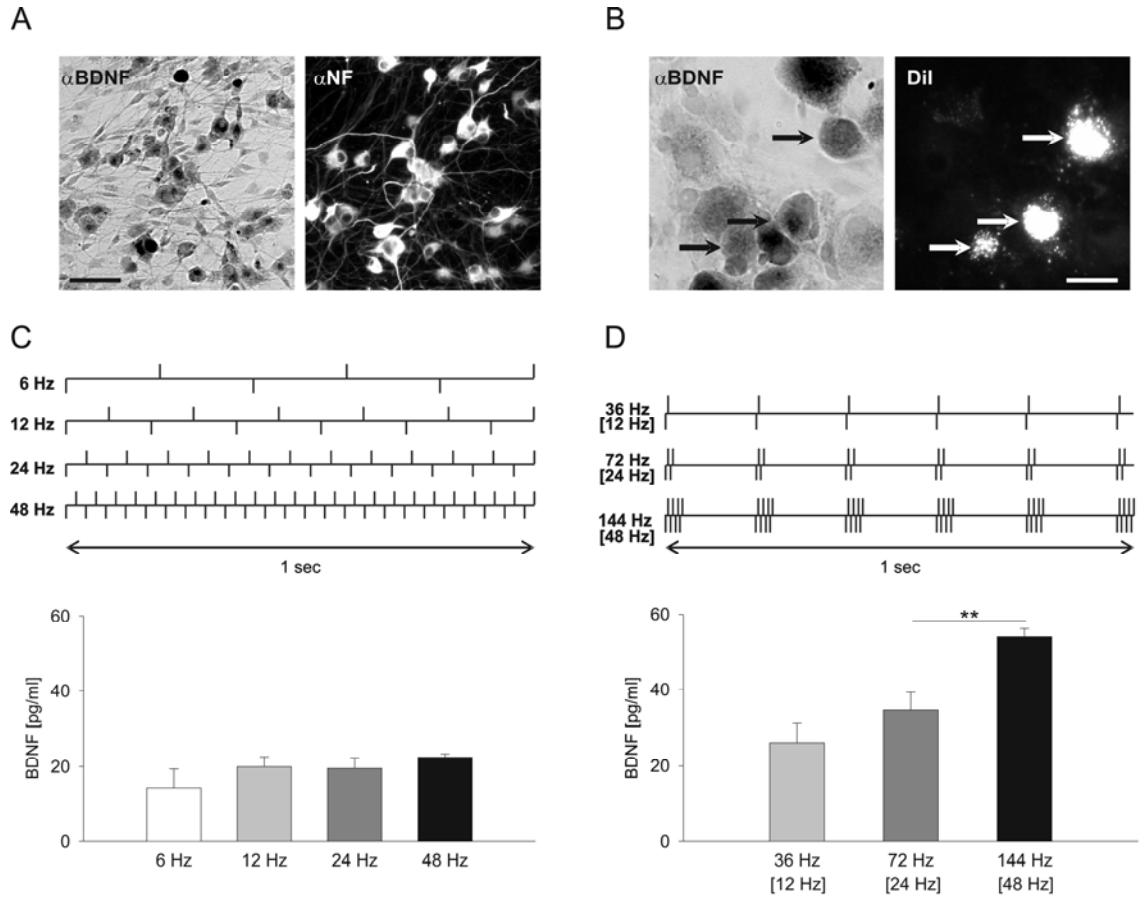 A
B
αBDNF
αNF
αBDNF
DiI
C
6 Hz
12 Hz
24 Hz
48 Hz
1 sec
D
36 Hz
[12 Hz]
72 Hz
[24 Hz]
144 Hz
[48 Hz]
1 sec
60
40
20
0
BDNF [pg/ml]
6 Hz
12 Hz
24 Hz
48 Hz
60
40
20
0
BDNF [pg/ml]
**
36 Hz
72 Hz
144 Hz
[12 Hz]
[24 Hz]
[48 Hz]